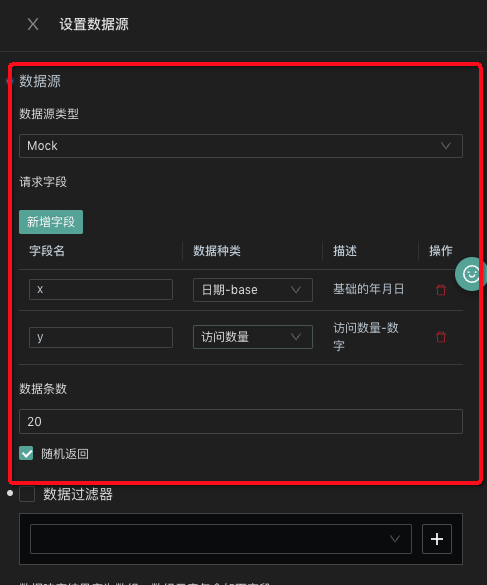 设置数据源
数据源
数据源类型
Mock
请求字段
新增字段
字段名 数据种类 描述 操作
x 日期-base 基础的年月日
y 访问数量 访问数量-数
字
数据条数
20
随机返回
数据过滤器